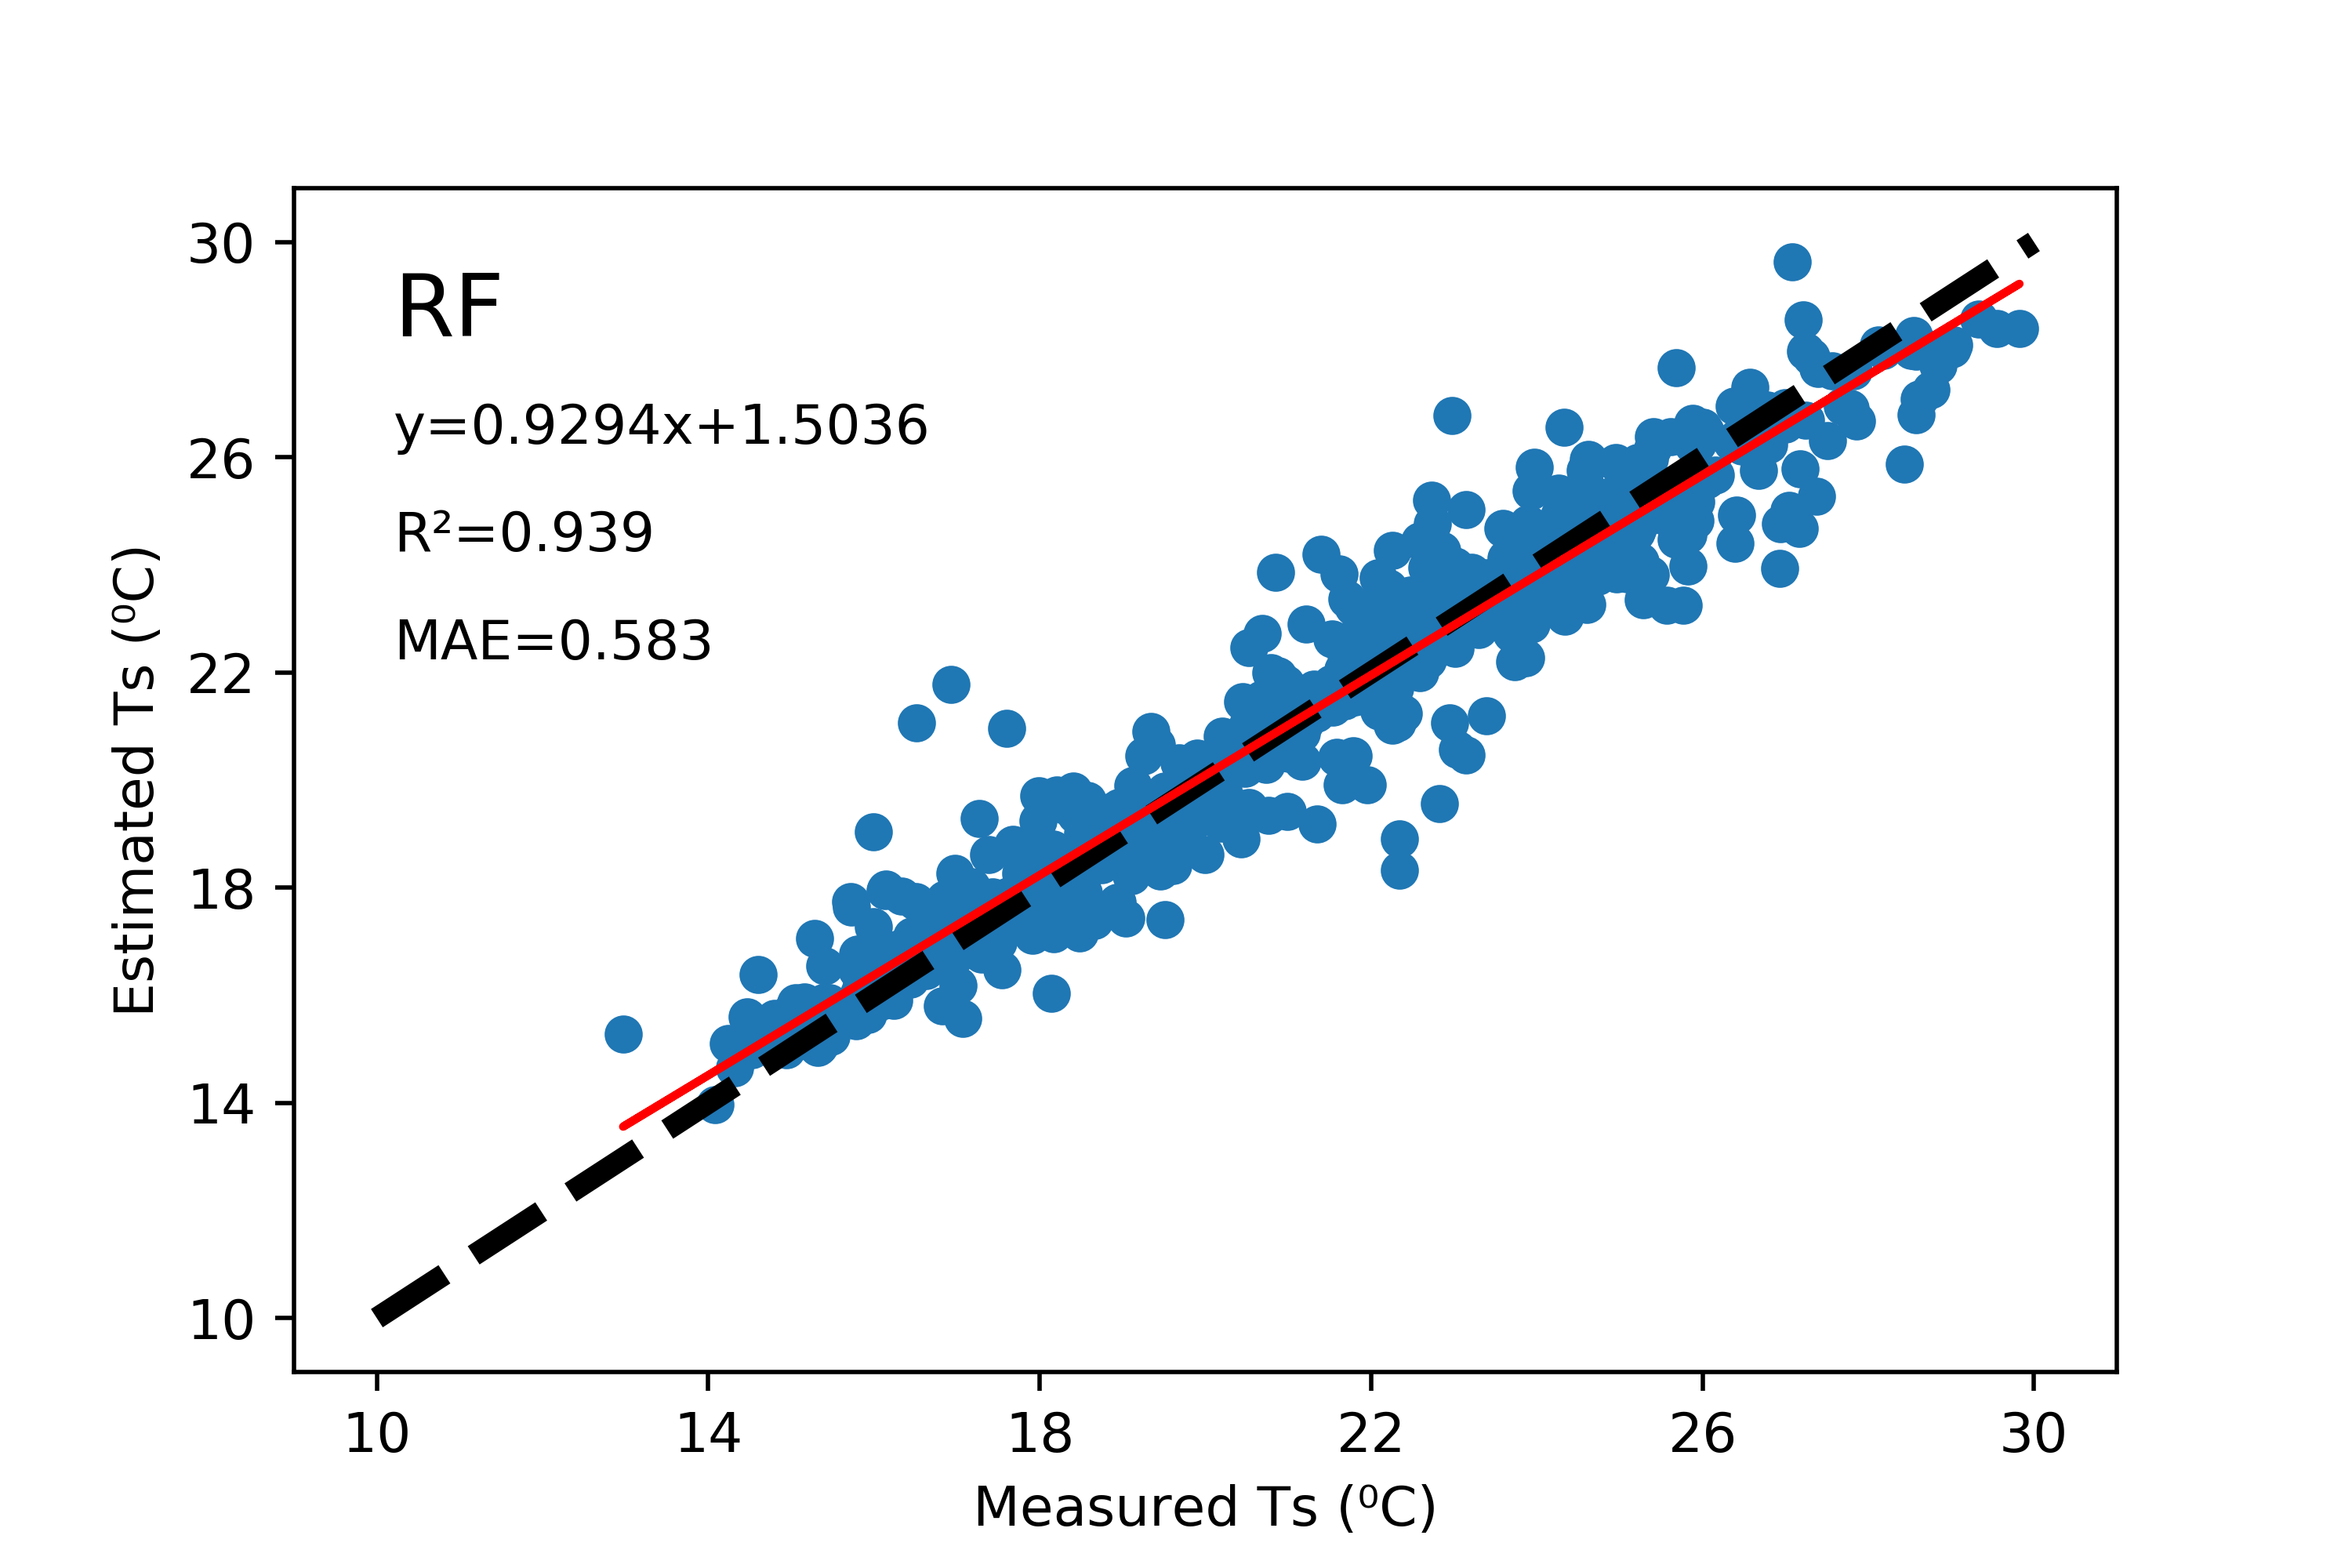 RF
y=0.9294x+1.5036
R²=0.939
MAE=0.583
30
26
22
18
14
10
Estimated Ts (⁰C)
10 14 18 22 26 30
Measured Ts (⁰C)